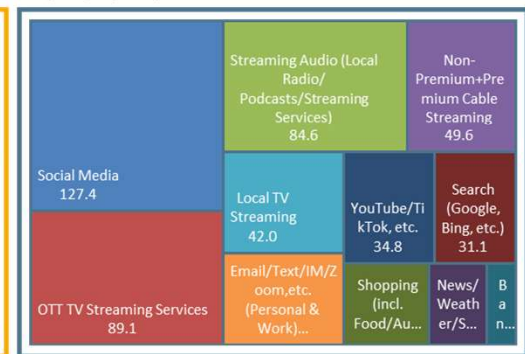 Social Media
127.4
OTT TV Streaming Services
89.1
Streaming Audio (Local
Radio/
Podcasts/Streaming
Services)
84.6
Non-
Premium+Pre
mium Cable
Streaming
49.6
Local TV
Streaming
42.0
YouTube/Ti
kTok, etc.
34.8
Search
(Google,
Bing, etc.)
31.1
Email/Text/IM/Z
oom,etc.
(Personal &
Work)...
Shopping
(incl.
Food/Au...
News/
Weath
er/S...
B
a
n...